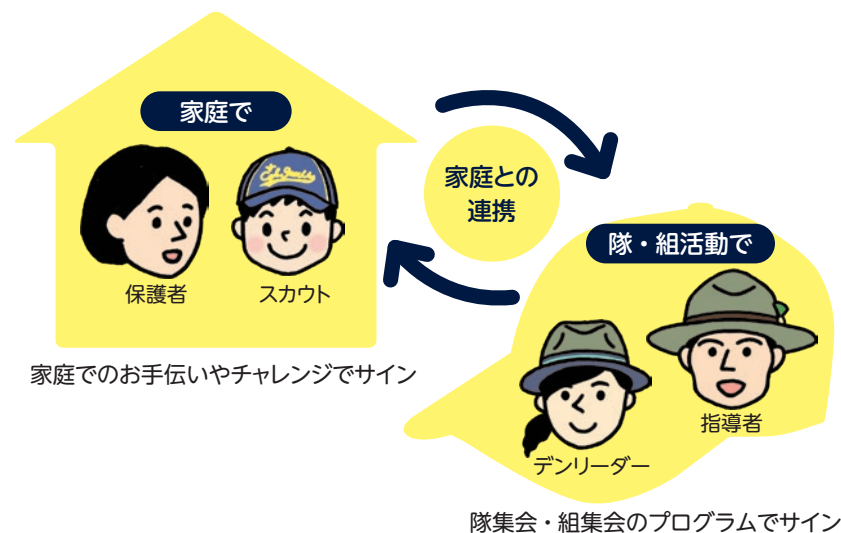 家庭で
家庭との
連携
隊・組活動で
保護者
スカウト
家庭でのお手伝いやチャレンジでサイン
指導者
デンリーダー
隊集会・組集会のプログラムでサイン